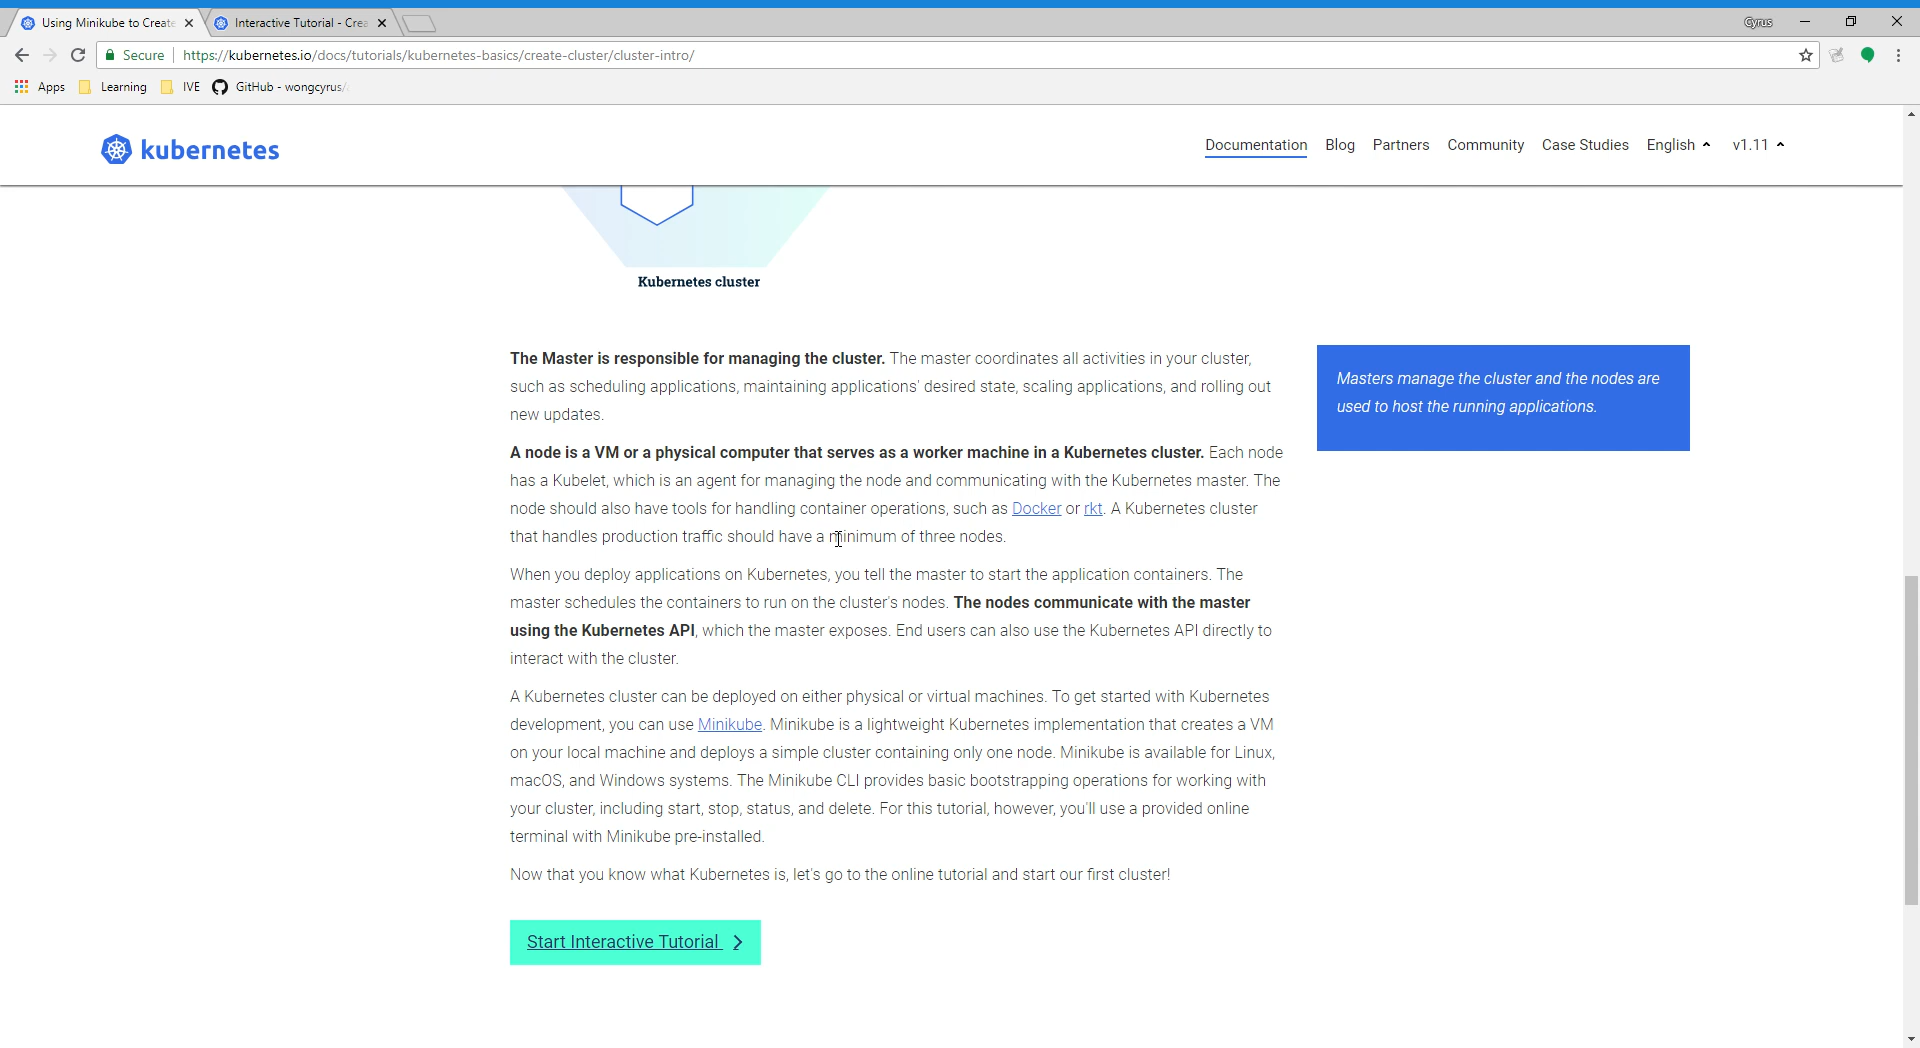 Using Minikube to Create
Interactive Tutorial - Crea
Cyrus
Secure
https://kubernetes.io/docs/tutorials/kubernetes-basics/create-cluster/cluster-intro/
Apps
Learning
IVE
GitHub - wongcyrus/
kubernetes
Documentation
Blog
Partners
Community
Case Studies
English
v1.11
Kubernetes cluster
The Master is responsible for managing the cluster. The master coordinates all activities in your cluster,
such as scheduling applications, maintaining applications' desired state, scaling applications, and rolling out
new updates.
Masters manage the cluster and the nodes are
used to host the running applications.
A node is a VM or a physical computer that serves as a worker machine in a Kubernetes cluster. Each node
has a Kubelet, which is an agent for managing the node and communicating with the Kubernetes master. The
node should also have tools for handling container operations, such as Docker or rkt. A Kubernetes cluster
that handles production traffic should have a minimum of three nodes.
When you deploy applications on Kubernetes, you tell the master to start the application containers. The
master schedules the containers to run on the cluster's nodes. The nodes communicate with the master
using the Kubernetes API, which the master exposes. End users can also use the Kubernetes API directly to
interact with the cluster.
A Kubernetes cluster can be deployed on either physical or virtual machines. To get started with Kubernetes
development, you can use Minikube. Minikube is a lightweight Kubernetes implementation that creates a VM
on your local machine and deploys a simple cluster containing only one node. Minikube is available for Linux,
macOS, and Windows systems. The Minikube CLI provides basic bootstrapping operations for working with
your cluster, including start, stop, status, and delete. For this tutorial, however, you'll use a provided online
terminal with Minikube pre-installed.
Now that you know what Kubernetes is, let's go to the online tutorial and start our first cluster!
Start Interactive Tutorial